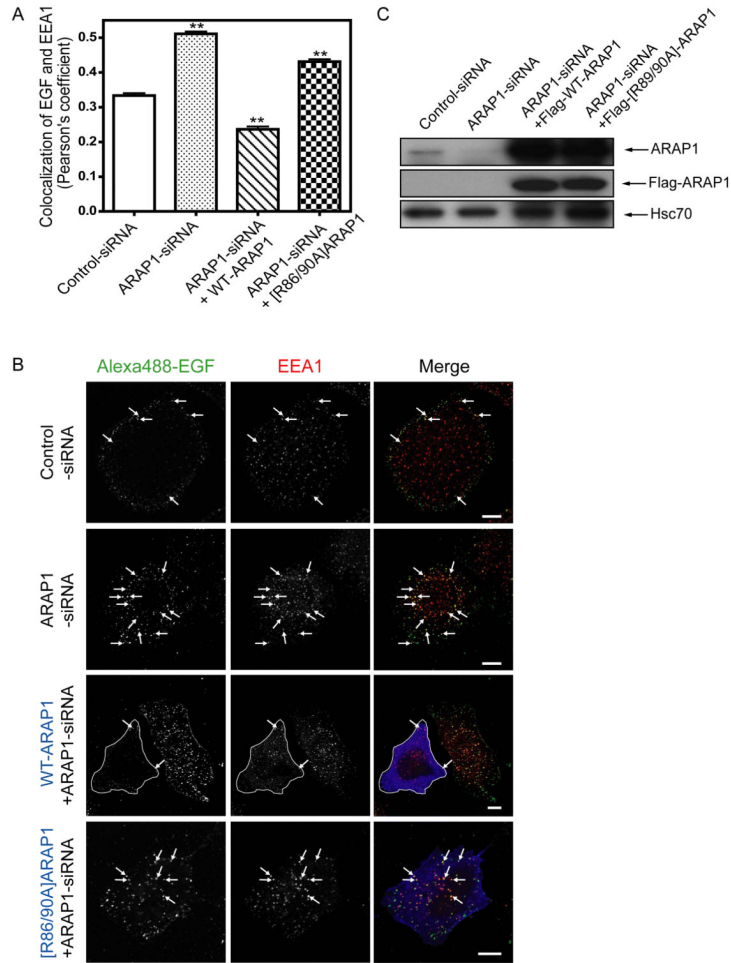 A
Colocalization of EGF and EEA1
(Pearson's coefficient)
0.5
0.4
0.3
0.2
0.1
0.0
**
**
**
Control-siRNA
ARAP1-siRNA
ARAP1-siRNA
+ WT-ARAP1
ARAP1-siRNA
+ [R86/90A]ARAP1
C
Control-siRNA
ARAP1-siRNA
ARAP1-siRNA
+Flag-WT-ARAP1
ARAP1-siRNA
+Flag-[R89/90A]-ARAP1
ARAP1
Flag-ARAP1
Hsc70
B
Alexa488-EGF
EEA1
Merge
Control
-siRNA
ARAP1
-siRNA
WT-ARAP1
+ARAP1-siRNA
[R86/90A]ARAP1
+ARAP1-siRNA